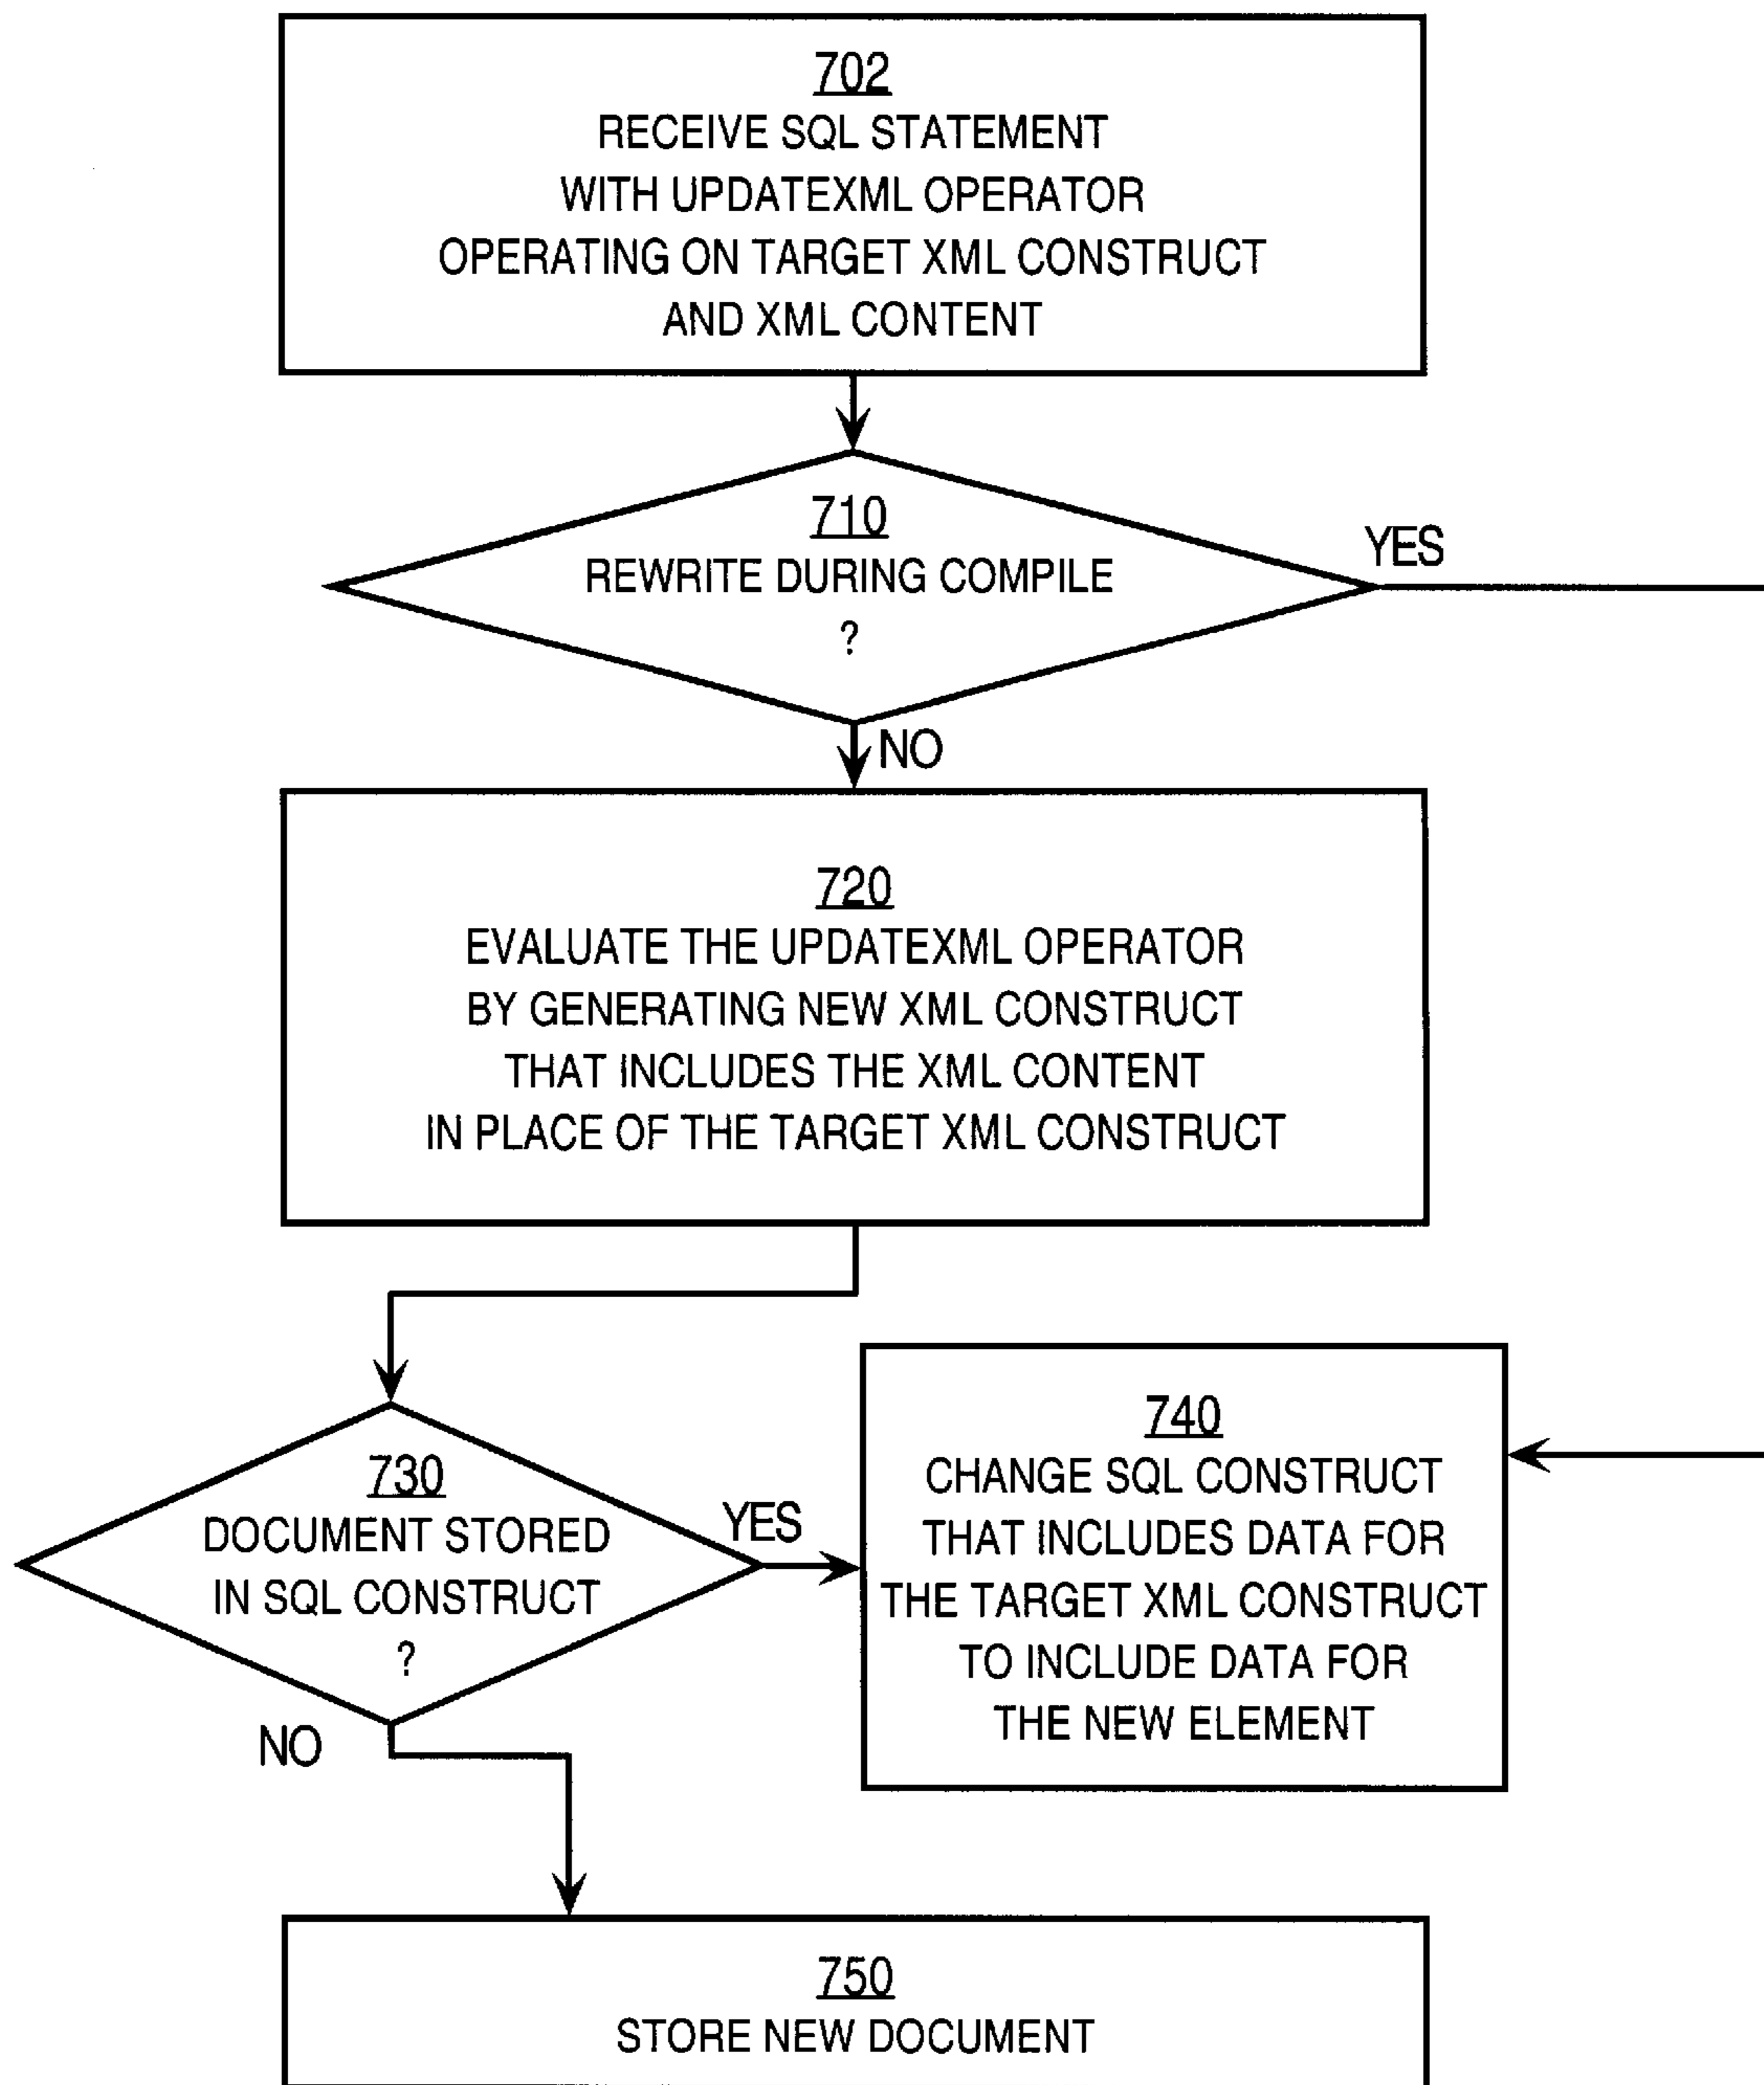 702
RECEIVE SQL STATEMENT
WITH UPDATEXML OPERATOR
OPERATING ON TARGET XML CONSTRUCT
AND XML CONTENT
710
REWRITE DURING COMPILE
?
YES
NO
720
EVALUATE THE UPDATEXML OPERATOR
BY GENERATING NEW XML CONSTRUCT
THAT INCLUDES THE XML CONTENT
IN PLACE OF THE TARGET XML CONSTRUCT
730
DOCUMENT STORED
IN SQL CONSTRUCT
?
YES
NO
740
CHANGE SQL CONSTRUCT
THAT INCLUDES DATA FOR
THE TARGET XML CONSTRUCT
TO INCLUDE DATA FOR
THE NEW ELEMENT
750
STORE NEW DOCUMENT